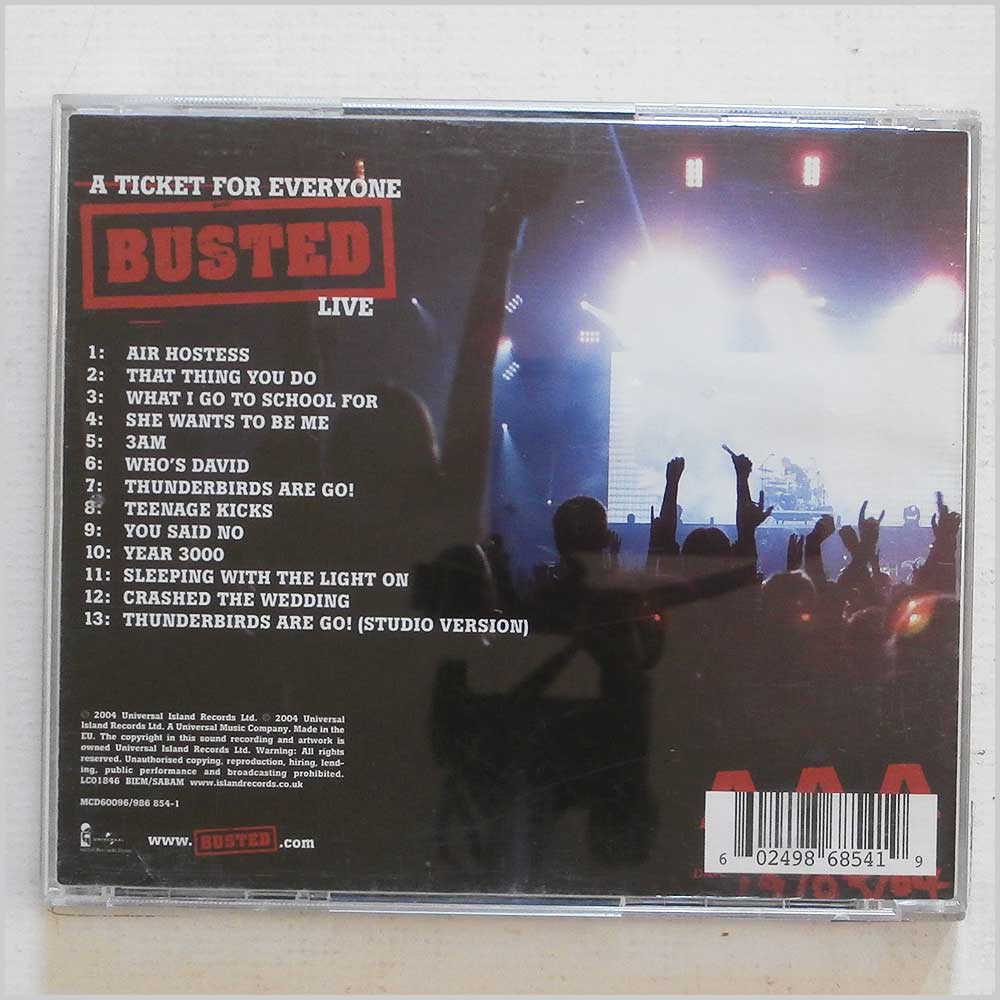 A TICKET FOR EVERYONE
BUSTED
LIVE
1: AIR HOSTESS
2: THAT THING YOU DO
3: WHAT I GO TO SCHOOL FOR
4: SHE WANTS TO BE ME
5: 3AM
6: WHO'S DAVID
7: THUNDERBIRDS ARE GO!
8: TEENAGE KICKS
9: YOU SAID NO
10: YEAR 3000
11: SLEEPING WITH THE LIGHT ON
12: CRASHED THE WEDDING
13: THUNDERBIRDS ARE GO! (STUDIO VERSION)
℗ 2004 Universal Island Records Ltd. © 2004 Universal
Island Records Ltd. A Universal Music Company. Made in the
EU. The copyright in this sound recording and artwork is
owned Universal Island Records Ltd. Warning: All rights
reserved. Unauthorised copying, reproduction, hiring, lend-
ing, public performance and broadcasting prohibited.
LC01846 BIEM/SABAM www.islandrecords.co.uk
MCD60096/986 854-1
UNIVERSAL
www. BUSTED .com
AAA
6 02498 68541 9